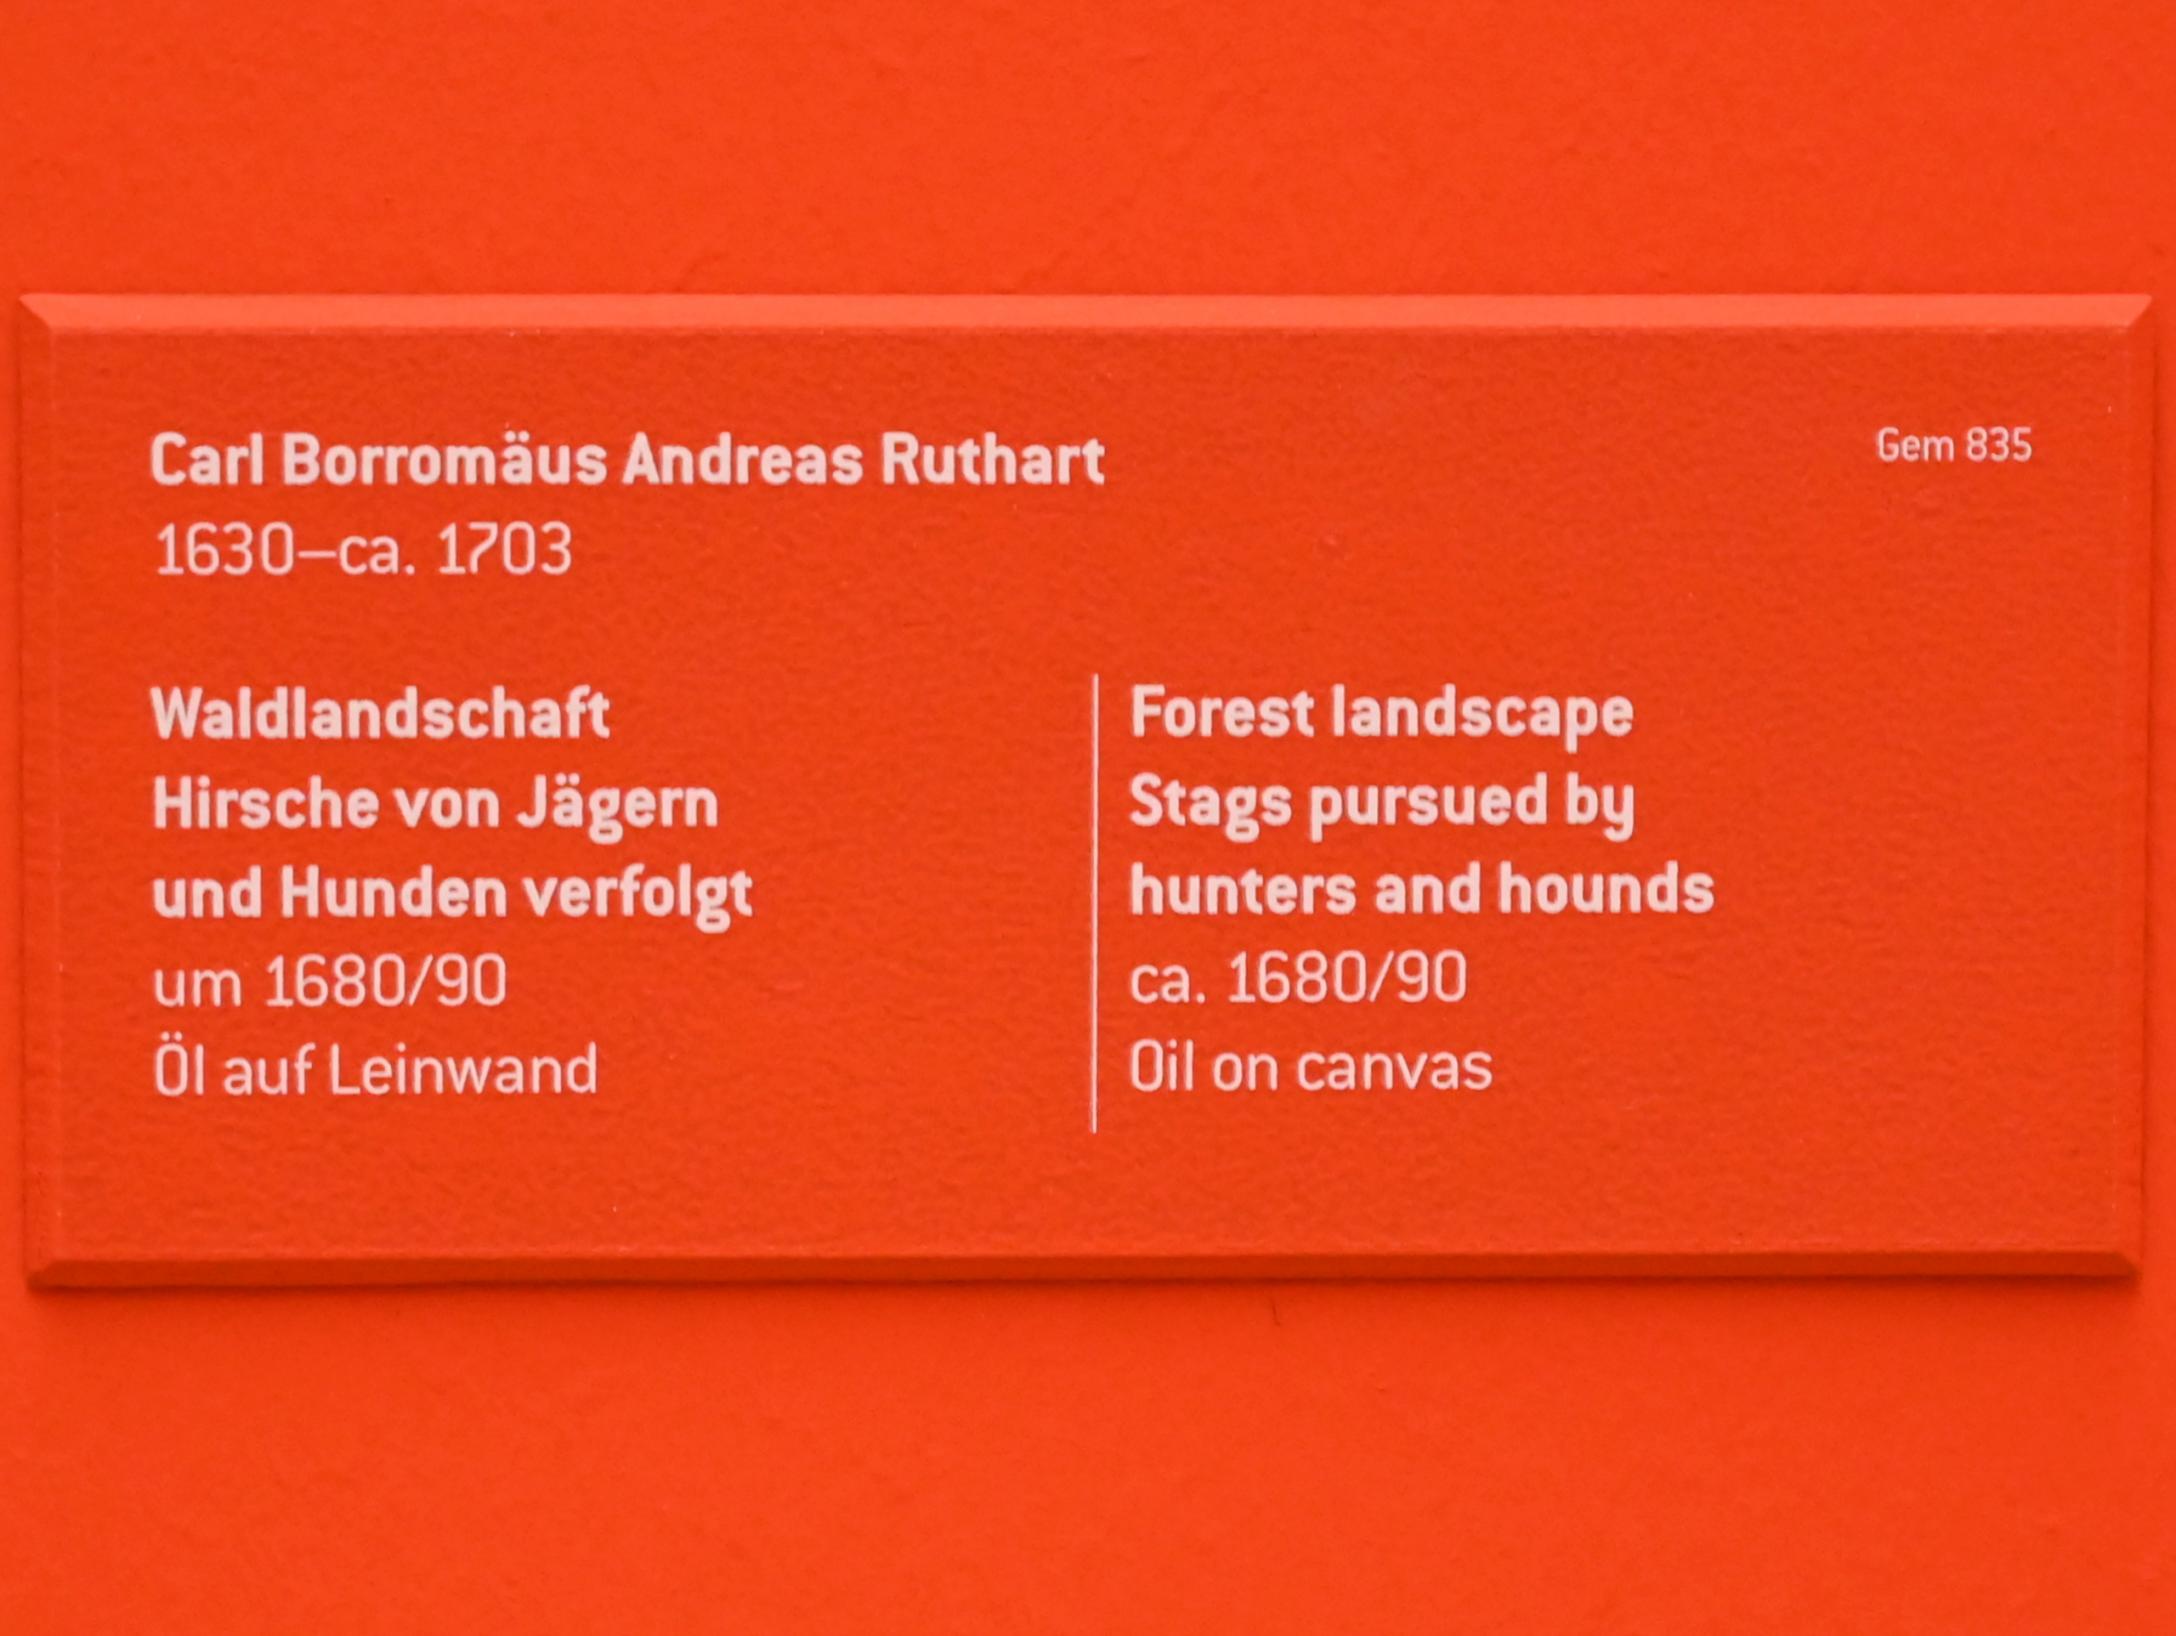 Carl Borromäus Andreas Ruthart
Gem 835
1630–ca. 1703
Waldlandschaft
Hirsche von Jägern
und Hunden verfolgt
um 1680/90
Öl auf Leinwand
Forest landscape
Stags pursued by
hunters and hounds
ca. 1680/90
Oil on canvas